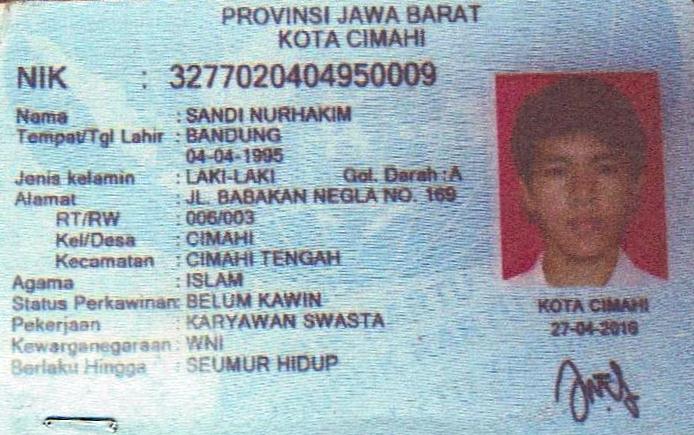 PROVINSI JAWA BARAT
KOTA CIMAHI
NIK : 3277020404950009
Nama : SANDI NURHAKIM
Tempat/Tgl Lahir : BANDUNG
04-04-1995
Jenis kelamin : LAKI-LAKI Gol. Darah : A
Alamat : JL. BABAKAN NEGLA NO. 169
RT/RW : 006/003
Kel/Desa : CIMAHI
Kecamatan : CIMAHI TENGAH
Agama : ISLAM
Status Perkawinan: BELUM KAWIN
Pekerjaan : KARYAWAN SWASTA
Kewarganegaraan : WNI
Berlaku Hingga : SEUMUR HIDUP
KOTA CIMAHI
27-04-2016